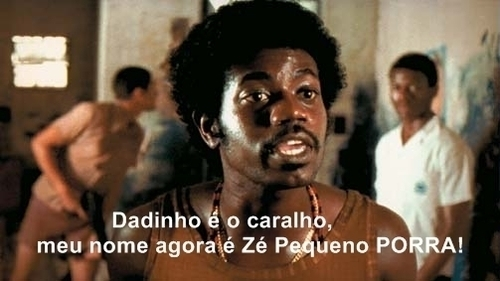 Dadinho é o caralho,
meu nome agora é Zé Pequeno PORRA!